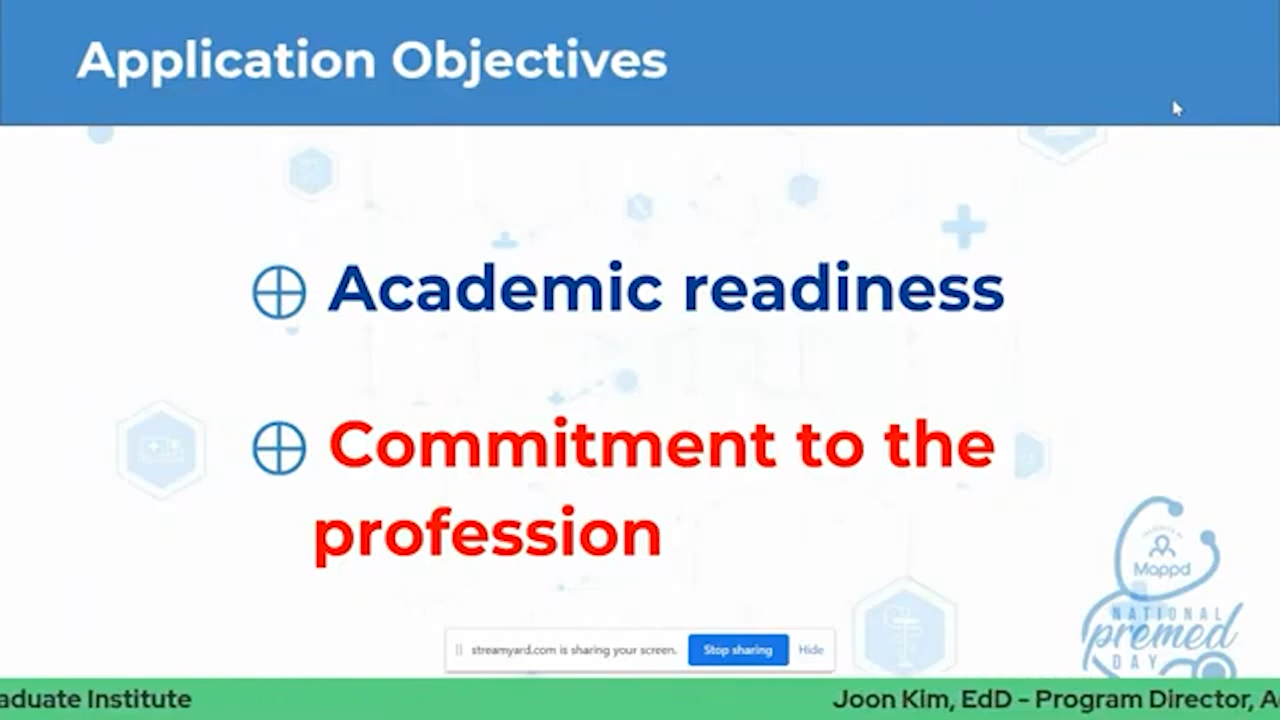 Application Objectives
Academic readiness
Commitment to the
profession
Mappd
NATIONAL
premed
DAY
streamyard.com is sharing your screen.
Stop sharing
Hide
aduate Institute
Joon Kim, EdD - Program Director, A